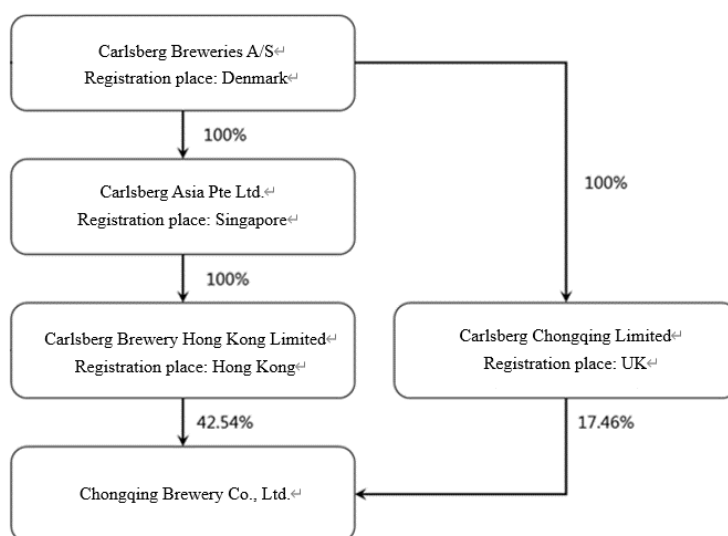 Carlsberg Breweries A/S↵
Registration place: Denmark↵
100%
Carlsberg Asia Pte Ltd.↵
Registration place: Singapore↵
100%
100%
Carlsberg Brewery Hong Kong Limited↵
Registration place: Hong Kong↵
Carlsberg Chongqing Limited↵
Registration place: UK↵
42.54%
17.46%
Chongqing Brewery Co., Ltd.↵